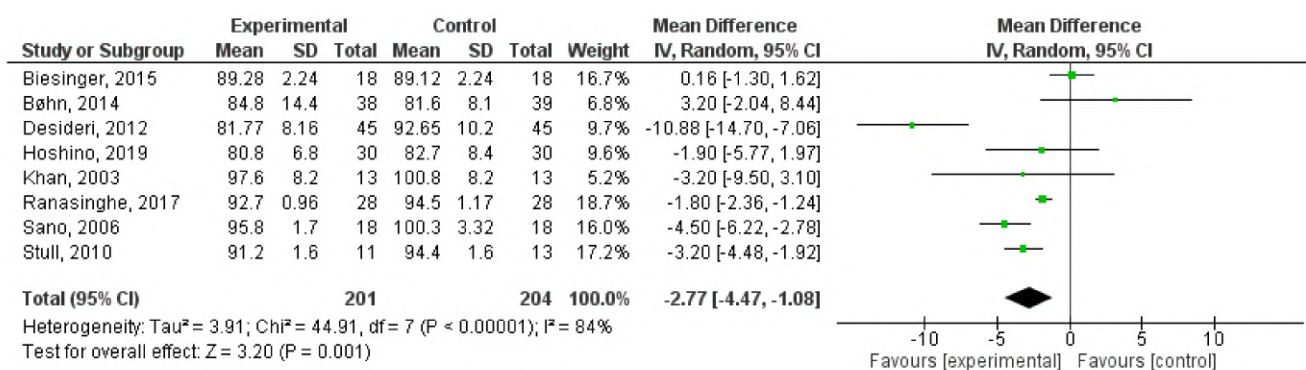 Experimental Control Mean Difference Mean Difference
Study or Subgroup Mean SD Total Mean SD Total Weight IV, Random, 95% CI IV, Random, 95% CI
Biesinger, 2015 89.28 2.24 18 89.12 2.24 18 16.7% 0.16 [-1.30, 1.62]
Bøhn, 2014 84.8 14.4 38 81.6 8.1 39 6.8% 3.20 [-2.04, 8.44]
Desideri, 2012 81.77 8.16 45 92.65 10.2 45 9.7% -10.88 [-14.70, -7.06]
Hoshino, 2019 80.8 6.8 30 82.7 8.4 30 9.6% -1.90 [-5.77, 1.97]
Khan, 2003 97.6 8.2 13 100.8 8.2 13 5.2% -3.20 [-9.50, 3.10]
Ranasinghe, 2017 92.7 0.96 28 94.5 1.17 28 18.7% -1.80 [-2.36, -1.24]
Sano, 2006 95.8 1.7 18 100.3 3.32 18 16.0% -4.50 [-6.22, -2.78]
Stull, 2010 91.2 1.6 11 94.4 1.6 13 17.2% -3.20 [-4.48, -1.92]
Total (95% CI) 201 204 100.0% -2.77 [-4.47, -1.08]
Heterogeneity: Tau² = 3.91; Chi² = 44.91, df = 7 (P < 0.00001); I² = 84%
Test for overall effect: Z = 3.20 (P = 0.001)
-10 -5 0 5 10
Favours [experimental] Favours [control]